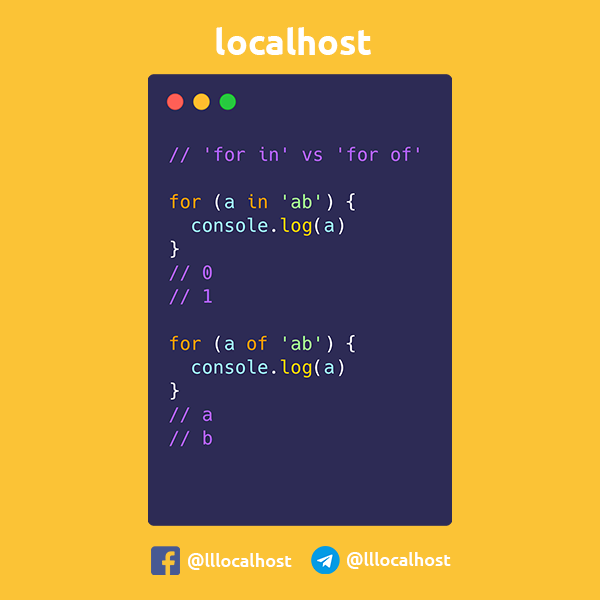 localhost
// 'for in' vs 'for of'
for (a in 'ab') {
  console.log(a)
}
// 0
// 1
for (a of 'ab') {
  console.log(a)
}
// a
// b
@lllocalhost @lllocalhost